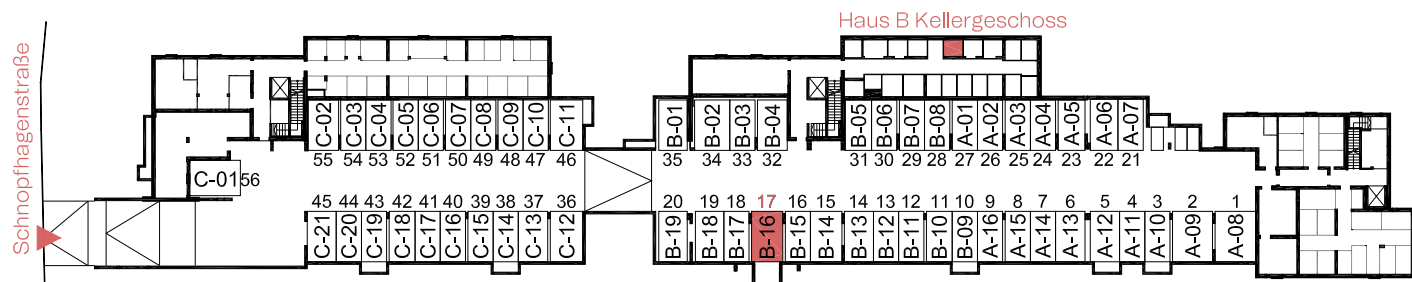 Haus B Kellergeschoss
Schnopfhagenstraße
C-02 C-03 C-04 C-05 C-06 C-07 C-08 C-09 C-10 C-11 B-01 B-02 B-03 B-04 B-05 B-06 B-07 B-08 A-01 A-02 A-03 A-04 A-05 A-06 A-07
55 54 53 52 51 50 49 48 47 46 35 34 33 32 31 30 29 28 27 26 25 24 23 22 21
C-01 56
45 44 43 42 41 40 39 38 37 36 20 19 18 17 16 15 14 13 12 11 10 9 8 7 6 5 4 3 2 1
C-21 C-20 C-19 C-18 C-17 C-16 C-15 C-14 C-13 C-12 B-19 B-18 B-17 B-16 B-15 B-14 B-13 B-12 B-11 B-10 B-09 A-16 A-15 A-14 A-13 A-12 A-11 A-10 A-09 A-08